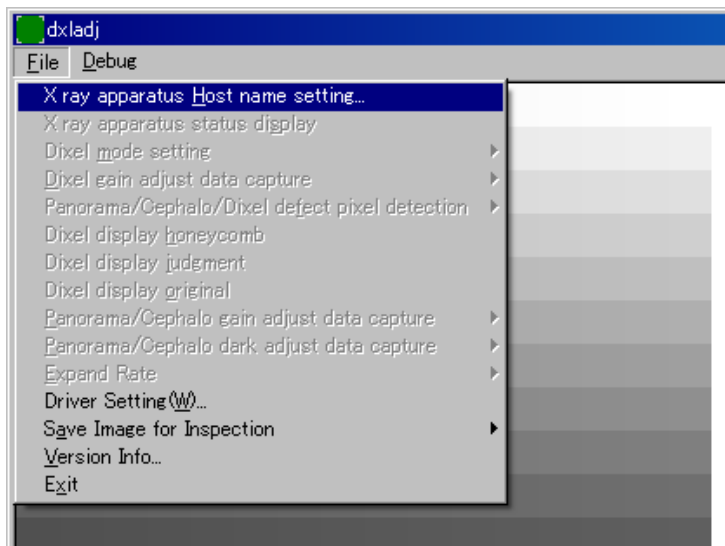 dxladj
File Debug
X ray apparatus Host name setting...
X ray apparatus status display
Dixel mode setting
Dixel gain adjust data capture
Panorama/Cephalo/Dixel defect pixel detection
Dixel display honeycomb
Dixel display judgment
Dixel display original
Panorama/Cephalo gain adjust data capture
Panorama/Cephalo dark adjust data capture
Expand Rate
Driver Setting(W)...
Save Image for Inspection
Version Info...
Exit